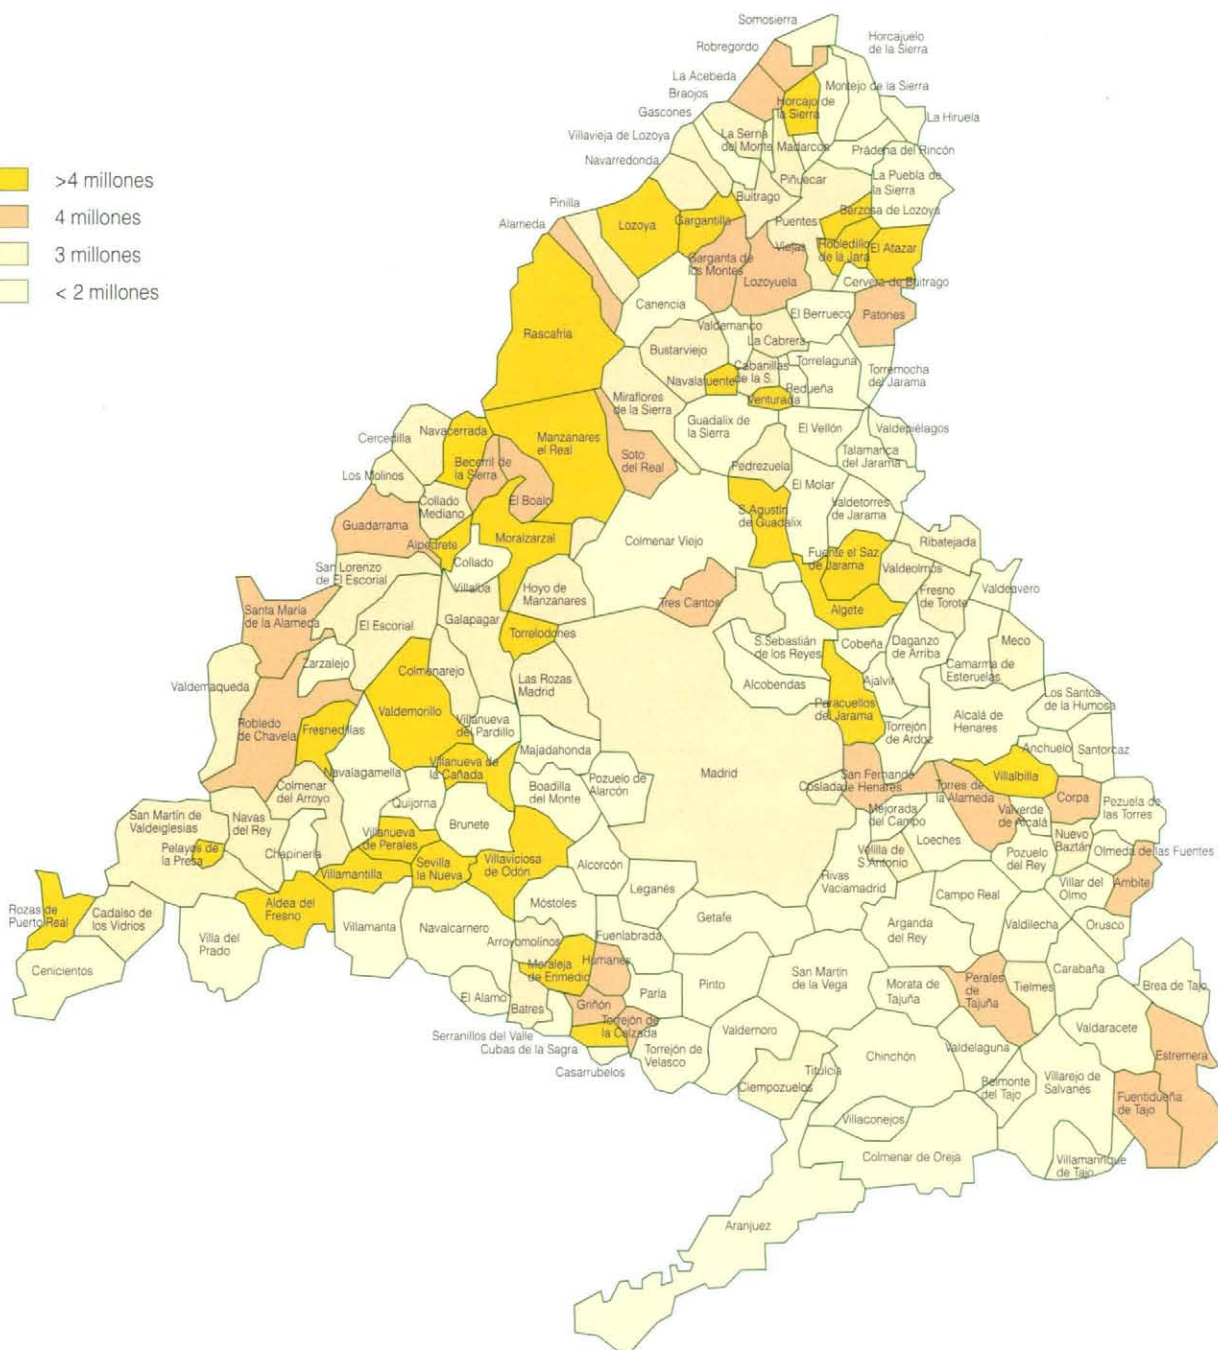 >4 millones
4 millones
3 millones
< 2 millones
Somosierra
Robregordo
Horcajuelo
de la Sierra
La Acebeda
Montejo de la Sierra
Braojos
Horcajo de
la Sierra
Gascones
La Hiruela
Villavieja de Lozoya
La Serna
del Monte
Madarcos
Prádena del Rincón
Navarredonda
Piñuecar
La Puebla de
la Sierra
Pinilla
Buitrago
Berzosa de Lozoya
Alameda
Lozoya
Gargantilla
Puentes
Viejas
Robledillo
de la Jara
El Atazar
Garganta de
los Montes
Lozoyuela
Cervera de Buitrago
Canencia
El Berrueco
Patones
Rascafría
Valdemanco
La Cabrera
Bustarviejo
Cabanillas
de la S.
Torrelaguna
Torremocha
del Jarama
Navalafuente
Redueña
Venturada
Miraflores
de la Sierra
Guadalix de
la Sierra
El Vellón
Valdepiélagos
Cercedilla
Navacerrada
Manzanares
el Real
Talamanca
del Jarama
Los Molinos
Becerril de
la Sierra
Soto
del Real
Pedrezuela
El Molar
Collado
Mediano
El Boalo
S.Agustín
de Guadalix
Valdetorres
de Jarama
Guadarrama
Alpedrete
Moralzarzal
Colmenar Viejo
Ribatejada
San Lorenzo
de El Escorial
Collado
Villalba
Fuente el Saz
de Jarama
Valdeolmos
Hoyo de
Manzanares
Fresno
de Torote
Valdeavero
Santa María
de la Alameda
El Escorial
Galapagar
Tres Cantos
Algete
Torrelodones
S.Sebastián
de los Reyes
Cobeña
Daganzo
de Arriba
Meco
Zarzalejo
Colmenarejo
Camarma de
Esteruelas
Valdemaqueda
Las Rozas
Madrid
Alcobendas
Ajalvir
Los Santos
de la Humosa
Valdemorillo
Paracuellos
del Jarama
Robledo
de Chavela
Fresnedillas
Villanueva
del Pardillo
Torrejón
de Ardoz
Alcalá de
Henares
Majadahonda
Anchuelo
Santorcaz
Navalagamella
Villanueva de
la Cañada
Madrid
Villalbilla
Colmenar
del Arroyo
Boadilla
del Monte
Pozuelo de
Alarcón
Coslada
San Fernando
de Henares
Torres de
la Alameda
Corpa
Pezuela de
las Torres
Quijorna
Mejorada
del Campo
Valverde
de Alcalá
San Martín de
Valdeiglesias
Navas
del Rey
Brunete
Villanueva
de Perales
Loeches
Nuevo
Baztán
Pelayos de
la Presa
Chapinería
Velilla de
S.Antonio
Pozuelo
del Rey
Olmeda de las Fuentes
Villamantilla
Sevilla
la Nueva
Villaviciosa
de Odón
Alcorcón
Rivas
Vaciamadrid
Villar del
Olmo
Ambite
Leganés
Campo Real
Rozas de
Puerto Real
Cadalso de
los Vidrios
Aldea del
Fresno
Móstoles
Getafe
Villamanta
Navalcarnero
Arganda
del Rey
Valdilecha
Orusco
Villa del
Prado
Arroyomolinos
Fuenlabrada
Cenicientos
Moraleja
de Enmedio
Humanes
San Martín
de la Vega
Perales
de
Tajuña
Carabaña
El Alamo
Parla
Pinto
Morata de
Tajuña
Tielmes
Brea de Tajo
Batres
Griñón
Torrejón de
la Calzada
Valdemoro
Valdaracete
Serranillos del Valle
Cubas de la Sagra
Torrejón de
Velasco
Chinchón
Valdelaguna
Estremera
Casarrubelos
Titulcia
Ciempozuelos
Belmonte
del Tajo
Villarejo de
Salvanés
Fuentidueña
de Tajo
Villaconejos
Colmenar de Oreja
Villamanrique
de Tajo
Aranjuez